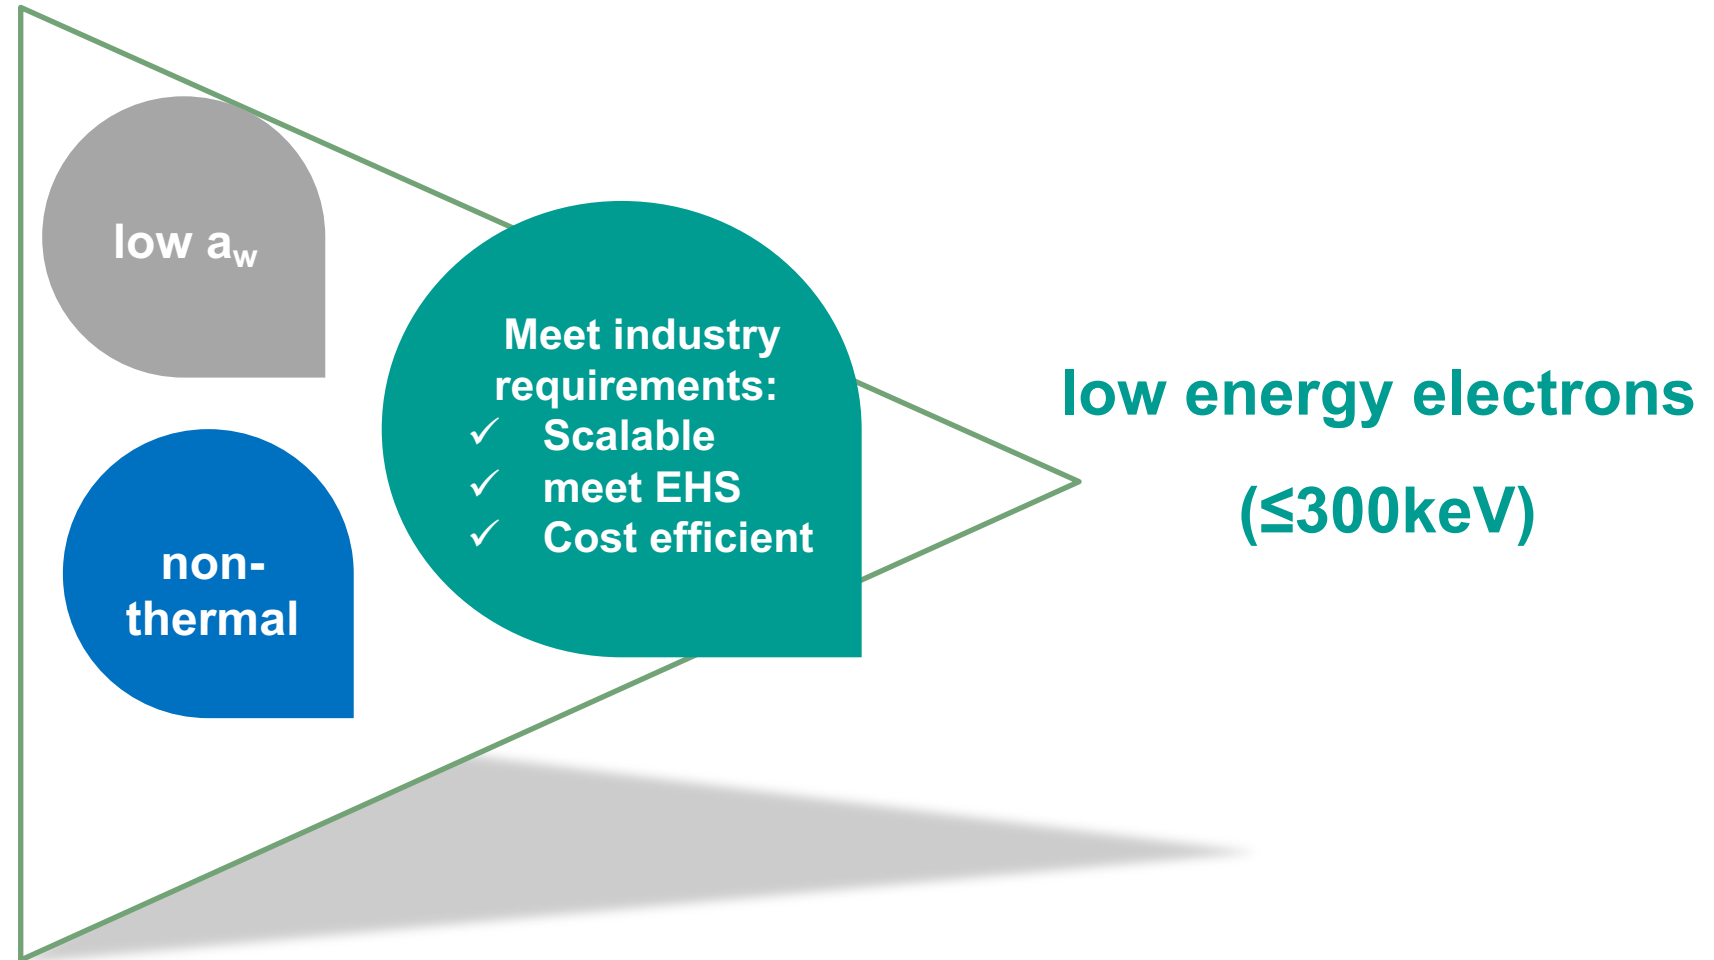 low aw
non-
thermal
Meet industry
requirements:
✓ Scalable
✓ meet EHS
✓ Cost efficient
low energy electrons
(≤300keV)